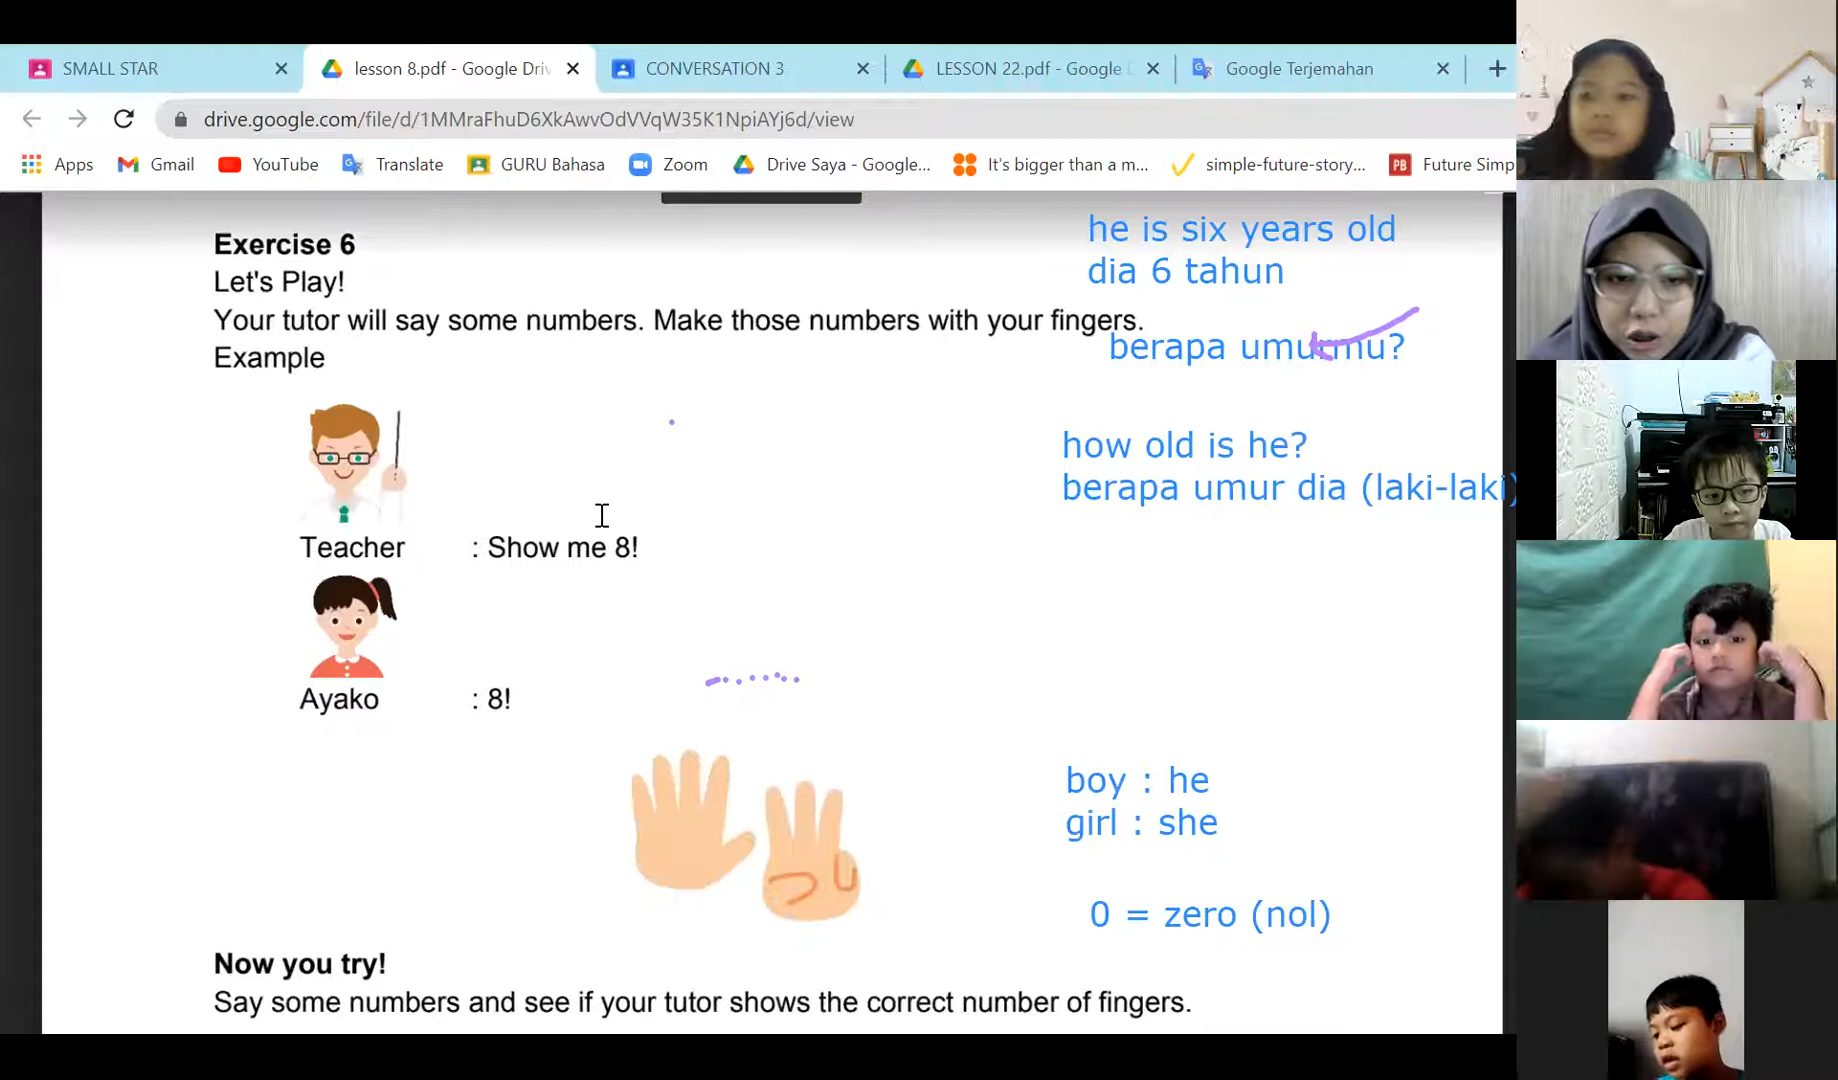 SMALL STAR
lesson 8.pdf - Google Driv
CONVERSATION 3
LESSON 22.pdf - Google D
Google Terjemahan
drive.google.com/file/d/1MMraFhuD6XkAwvOdVVqW35K1NpiAYj6d/view
Apps
Gmail
YouTube
Translate
GURU Bahasa
Zoom
Drive Saya - Google...
It's bigger than a m...
simple-future-story...
PB
Future Simp
Exercise 6
Let's Play!
Your tutor will say some numbers. Make those numbers with your fingers.
Example
he is six years old
dia 6 tahun
berapa umurmu?
how old is he?
berapa umur dia (laki-laki)
Teacher : Show me 8!
Ayako : 8!
boy : he
girl : she
0 = zero (nol)
Now you try!
Say some numbers and see if your tutor shows the correct number of fingers.